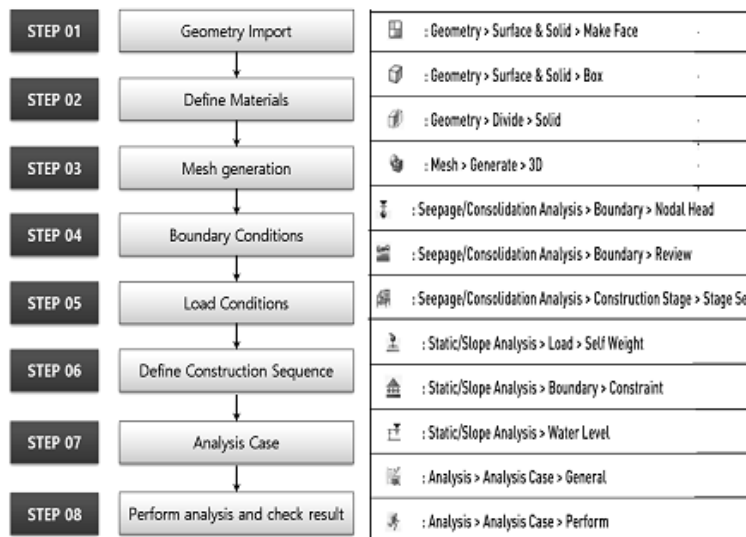 STEP 01
Geometry Import
STEP 02
Define Materials
STEP 03
Mesh generation
STEP 04
Boundary Conditions
STEP 05
Load Conditions
STEP 06
Define Construction Sequence
STEP 07
Analysis Case
STEP 08
Perform analysis and check result
: Geometry > Surface & Solid > Make Face
: Geometry > Surface & Solid > Box
: Geometry > Divide > Solid
: Mesh > Generate > 3D
: Seepage/Consolidation Analysis > Boundary > Nodal Head
: Seepage/Consolidation Analysis > Boundary > Review
: Seepage/Consolidation Analysis > Construction Stage > Stage Se
: Static/Slope Analysis > Load > Self Weight
: Static/Slope Analysis > Boundary > Constraint
: Static/Slope Analysis > Water Level
: Analysis > Analysis Case > General
: Analysis > Analysis Case > Perform